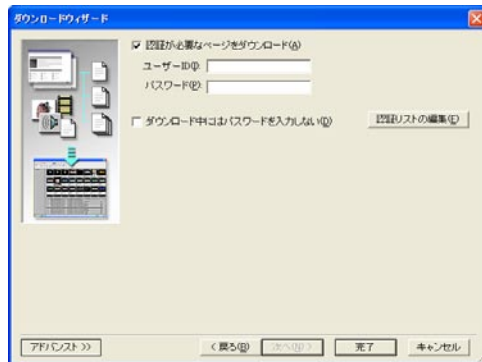 ダウンロードウィザード
認証が必要なページをダウンロード(A)
ユーザーID(I):
パスワード(P):
ダウンロード中にはパスワードを入力しない(D)
認証リストの編集(E)
アドバンスト >>
< 戻る(B)
次へ(N) >
完了
キャンセル